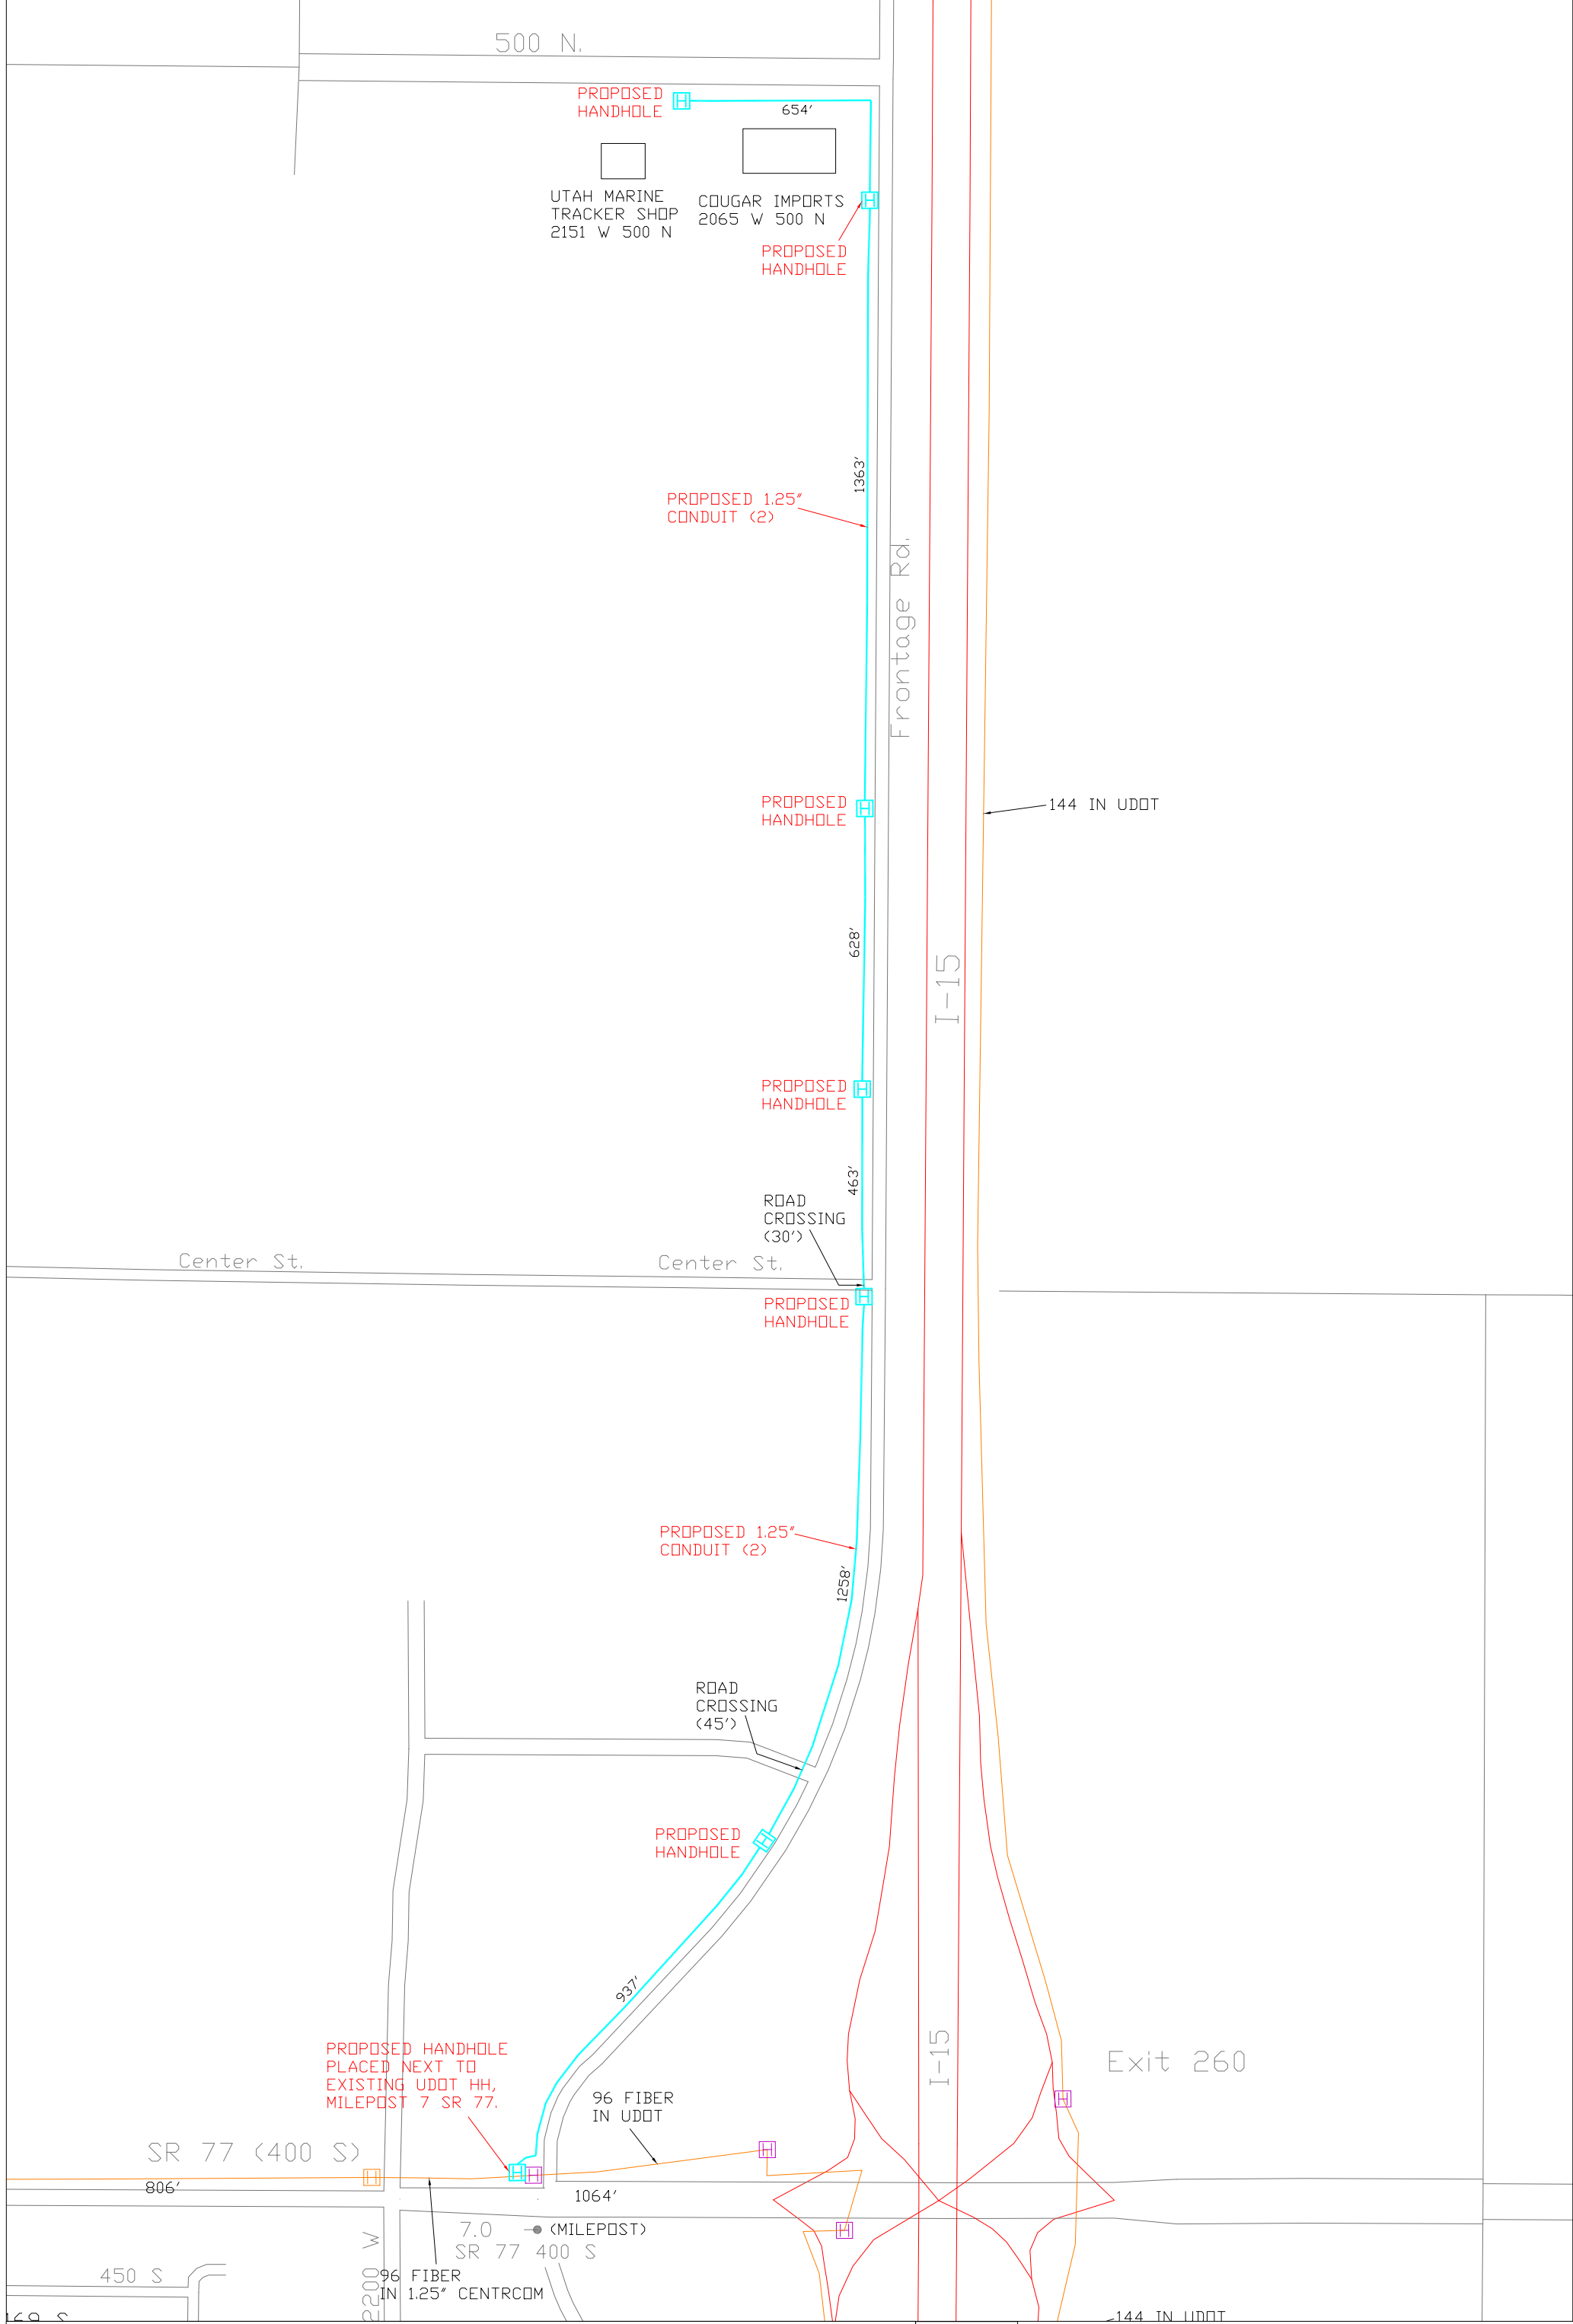 500 N.
PROPOSED
HANDHOLE
654'
UTAH MARINE
TRACKER SHOP
2151 W 500 N
COUGAR IMPORTS
2065 W 500 N
PROPOSED
HANDHOLE
1363'
PROPOSED 1.25"
CONDUIT (2)
Frontage Rd.
PROPOSED
HANDHOLE
144 IN UDOT
628'
I-15
PROPOSED
HANDHOLE
463'
ROAD
CROSSING
(30')
Center St.
Center St.
PROPOSED
HANDHOLE
PROPOSED 1.25"
CONDUIT (2)
1258'
ROAD
CROSSING
(45')
PROPOSED
HANDHOLE
937'
I-15
Exit 260
PROPOSED HANDHOLE
PLACED NEXT TO
EXISTING UDOT HH,
MILEPOST 7 SR 77.
96 FIBER
IN UDOT
SR 77 (400 S)
806'
1064'
7.0
(MILEPOST)
SR 77 400 S
2200 W
450 S
96 FIBER
IN 1.25" CENTRCOM
144 IN UDOT